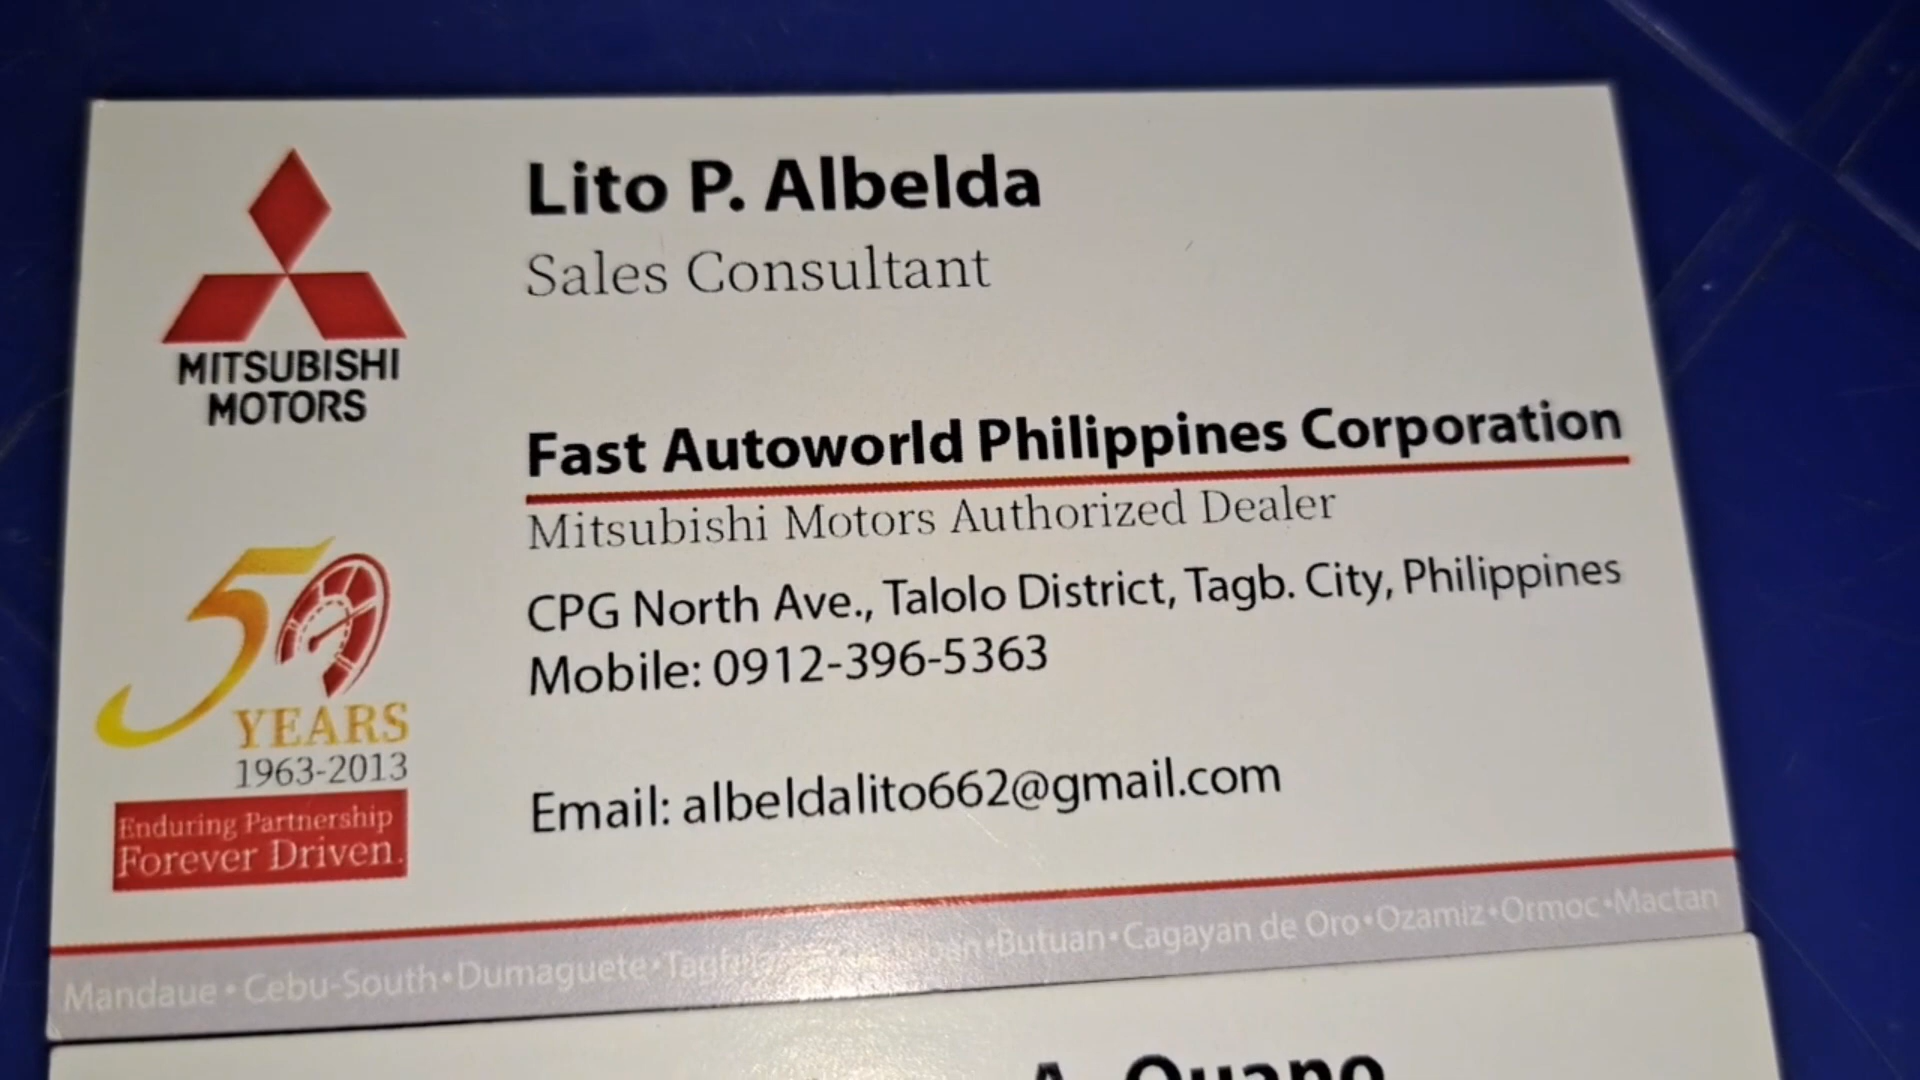 Lito P. Albelda
Sales Consultant
MITSUBISHI
MOTORS
Fast Autoworld Philippines Corporation
Mitsubishi Motors Authorized Dealer
CPG North Ave., Talolo District, Tagb. City, Philippines
Mobile: 0912-396-5363
Email: albeldalito662@gmail.com
50
YEARS
1963-2013
Enduring Partnership
Forever Driven.
Mandaue • Cebu-South • Dumaguete • • Butuan • Cagayan de Oro • Ozamiz • Ormoc • Mactan